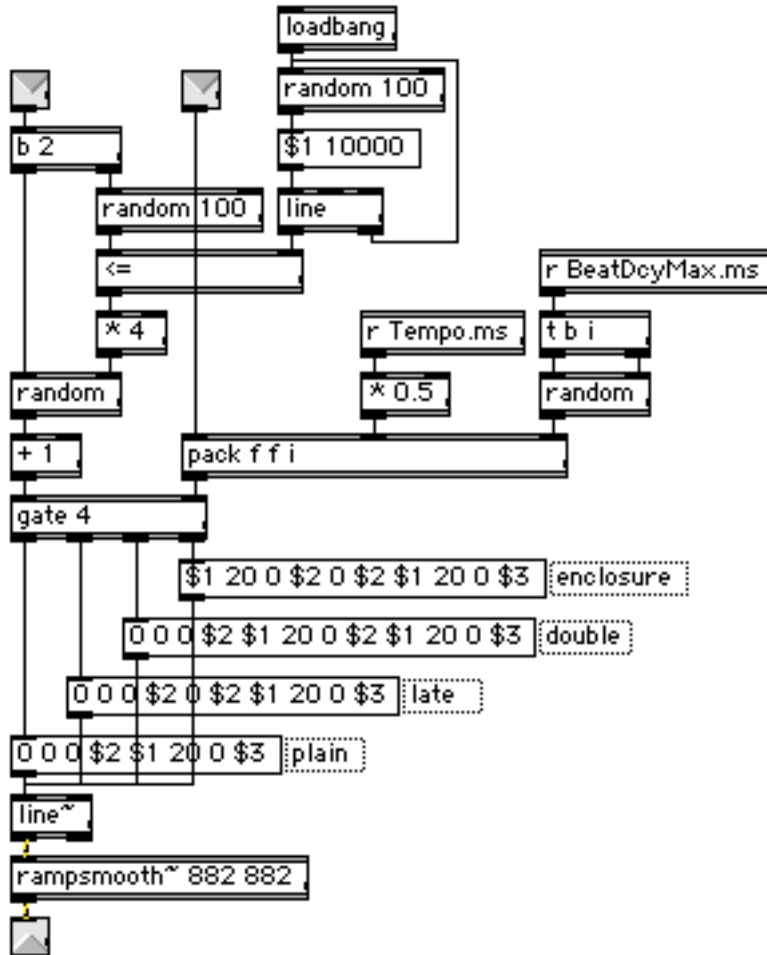 loadbang
random 100
$1 10000
b 2
random 100
line
<=
r BeatDcyMax.ms
* 4
r Tempo.ms
t b i
random
* 0.5
random
+ 1
pack f f i
gate 4
$1 20 0 $2 0 $2 $1 20 0 $3
enclosure
0 0 0 $2 $1 20 0 $2 $1 20 0 $3
double
0 0 0 $2 0 $2 $1 20 0 $3
late
0 0 0 $2 $1 20 0 $3
plain
line~
rampsmooth~ 882 882